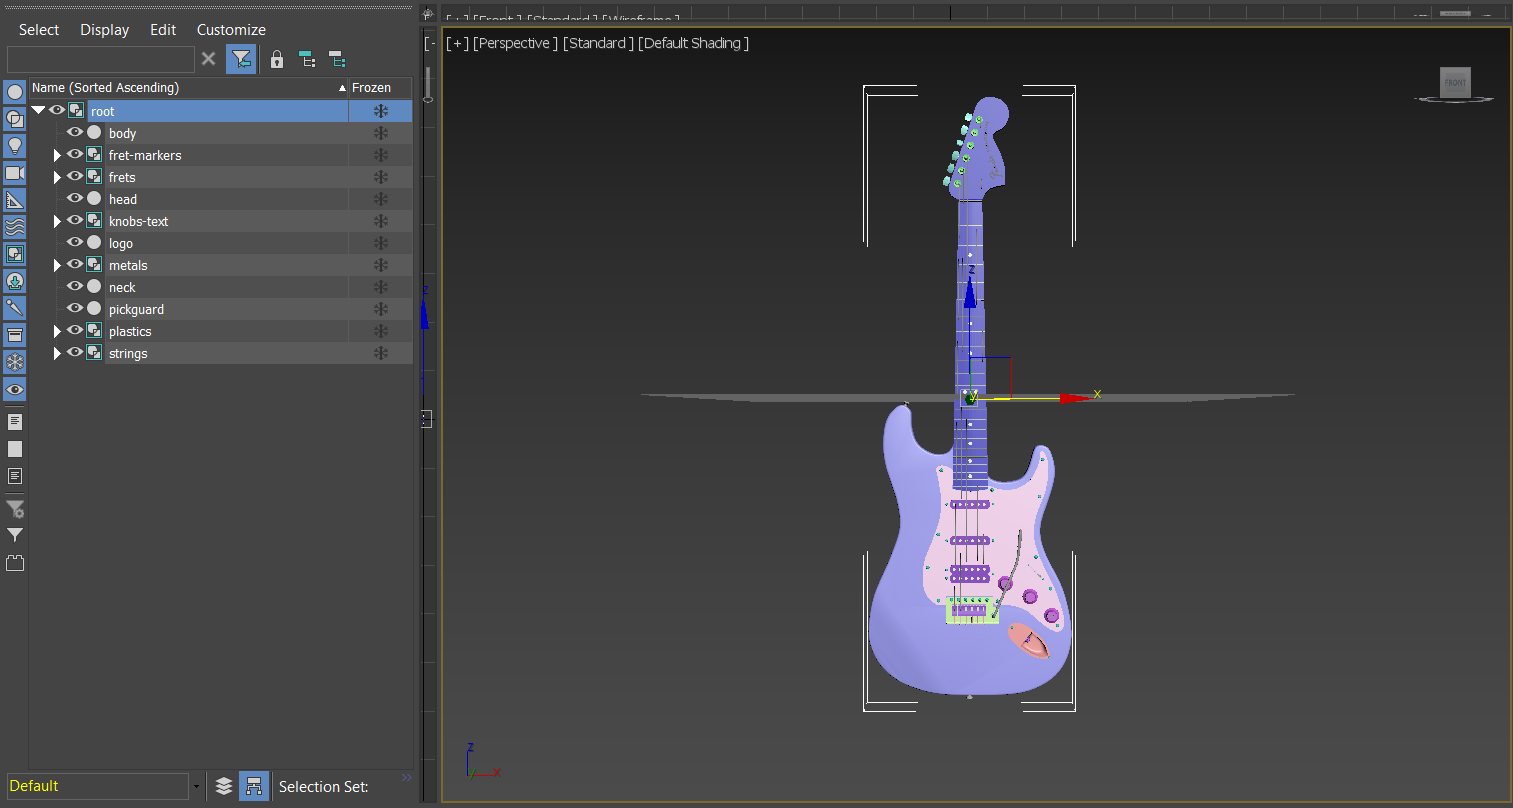 Select Display Edit Customize
Name (Sorted Ascending) Frozen
root
body
fret-markers
frets
head
knobs-text
logo
metals
neck
pickguard
plastics
strings
Default
Selection Set:
[+] [Front ] [Standard ] [Wireframe ]
[+] [Perspective ] [Standard ] [Default Shading ]
FRONT
z
x
y
z
z
y
x